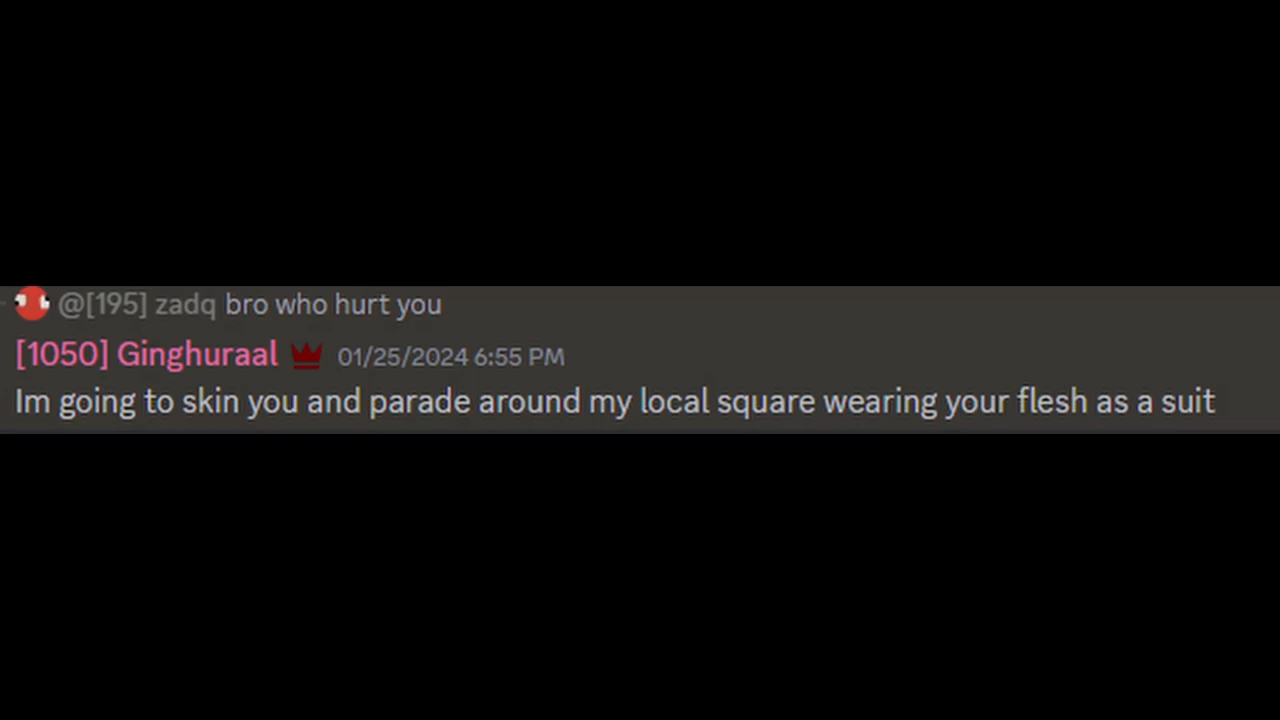 @[195] zadq bro who hurt you
[1050] Ginghuraal 01/25/2024 6:55 PM
Im going to skin you and parade around my local square wearing your flesh as a suit